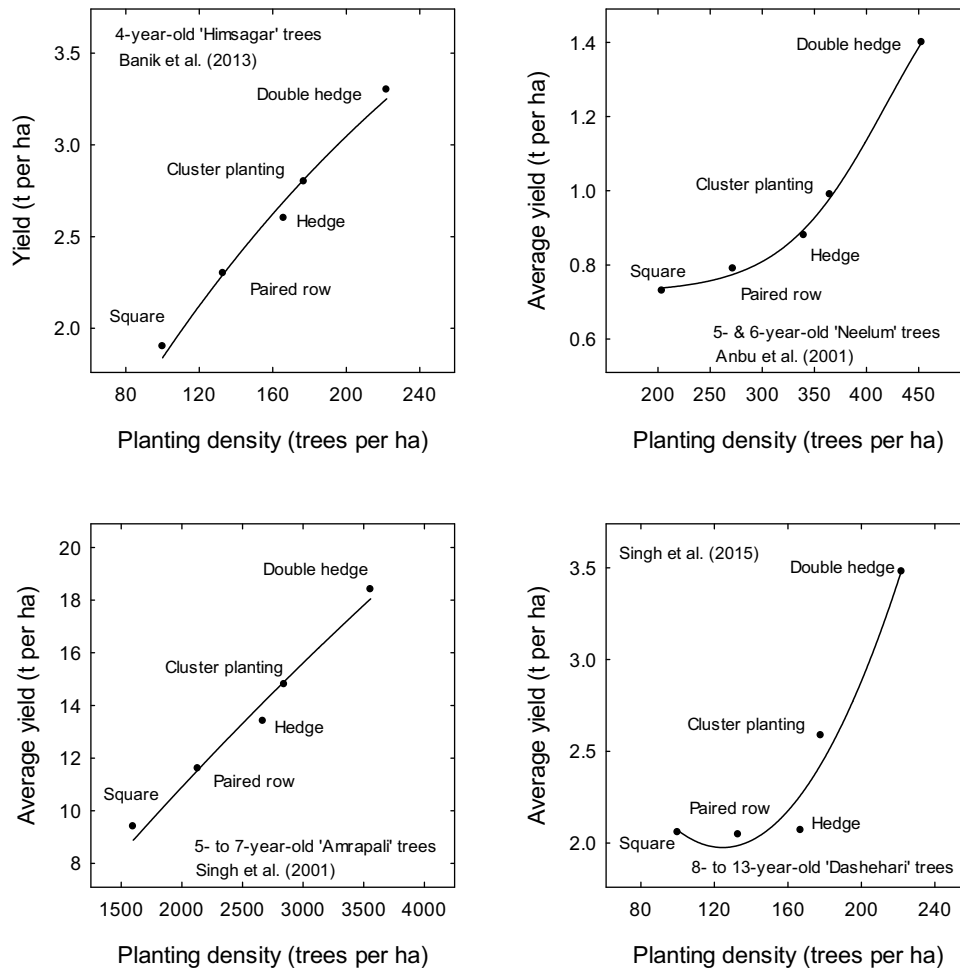 4-year-old 'Himsagar' trees
Banik et al. (2013)
Double hedge
Cluster planting
Hedge
Paired row
Square
Yield (t per ha)
3.5
3.0
2.5
2.0
80 120 160 200 240
Planting density (trees per ha)
Double hedge
Cluster planting
Hedge
Square
Paired row
5- & 6-year-old 'Neelum' trees
Anbu et al. (2001)
Average yield (t per ha)
1.4
1.2
1.0
0.8
0.6
200 250 300 350 400 450
Planting density (trees per ha)
Double hedge
Cluster planting
Hedge
Paired row
Square
5- to 7-year-old 'Amrapali' trees
Singh et al. (2001)
Average yield (t per ha)
20
18
16
14
12
10
8
1500 2000 2500 3000 3500 4000
Planting density (trees per ha)
Singh et al. (2015)
Double hedge
Cluster planting
Paired row
Hedge
Square
8- to 13-year-old 'Dashehari' trees
Average yield (t per ha)
3.5
3.0
2.5
2.0
80 120 160 200 240
Planting density (trees per ha)